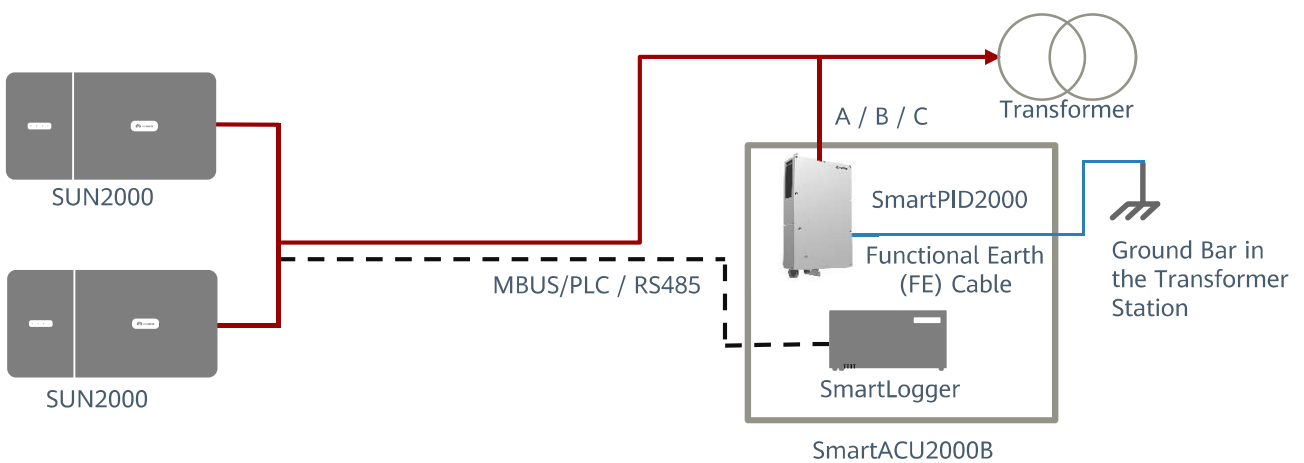 Transformer
A / B / C
SUN2000
SmartPID2000
Functional Earth
(FE) Cable
Ground Bar in
the Transformer
Station
MBUS/PLC / RS485
SmartLogger
SUN2000
SmartACU2000B